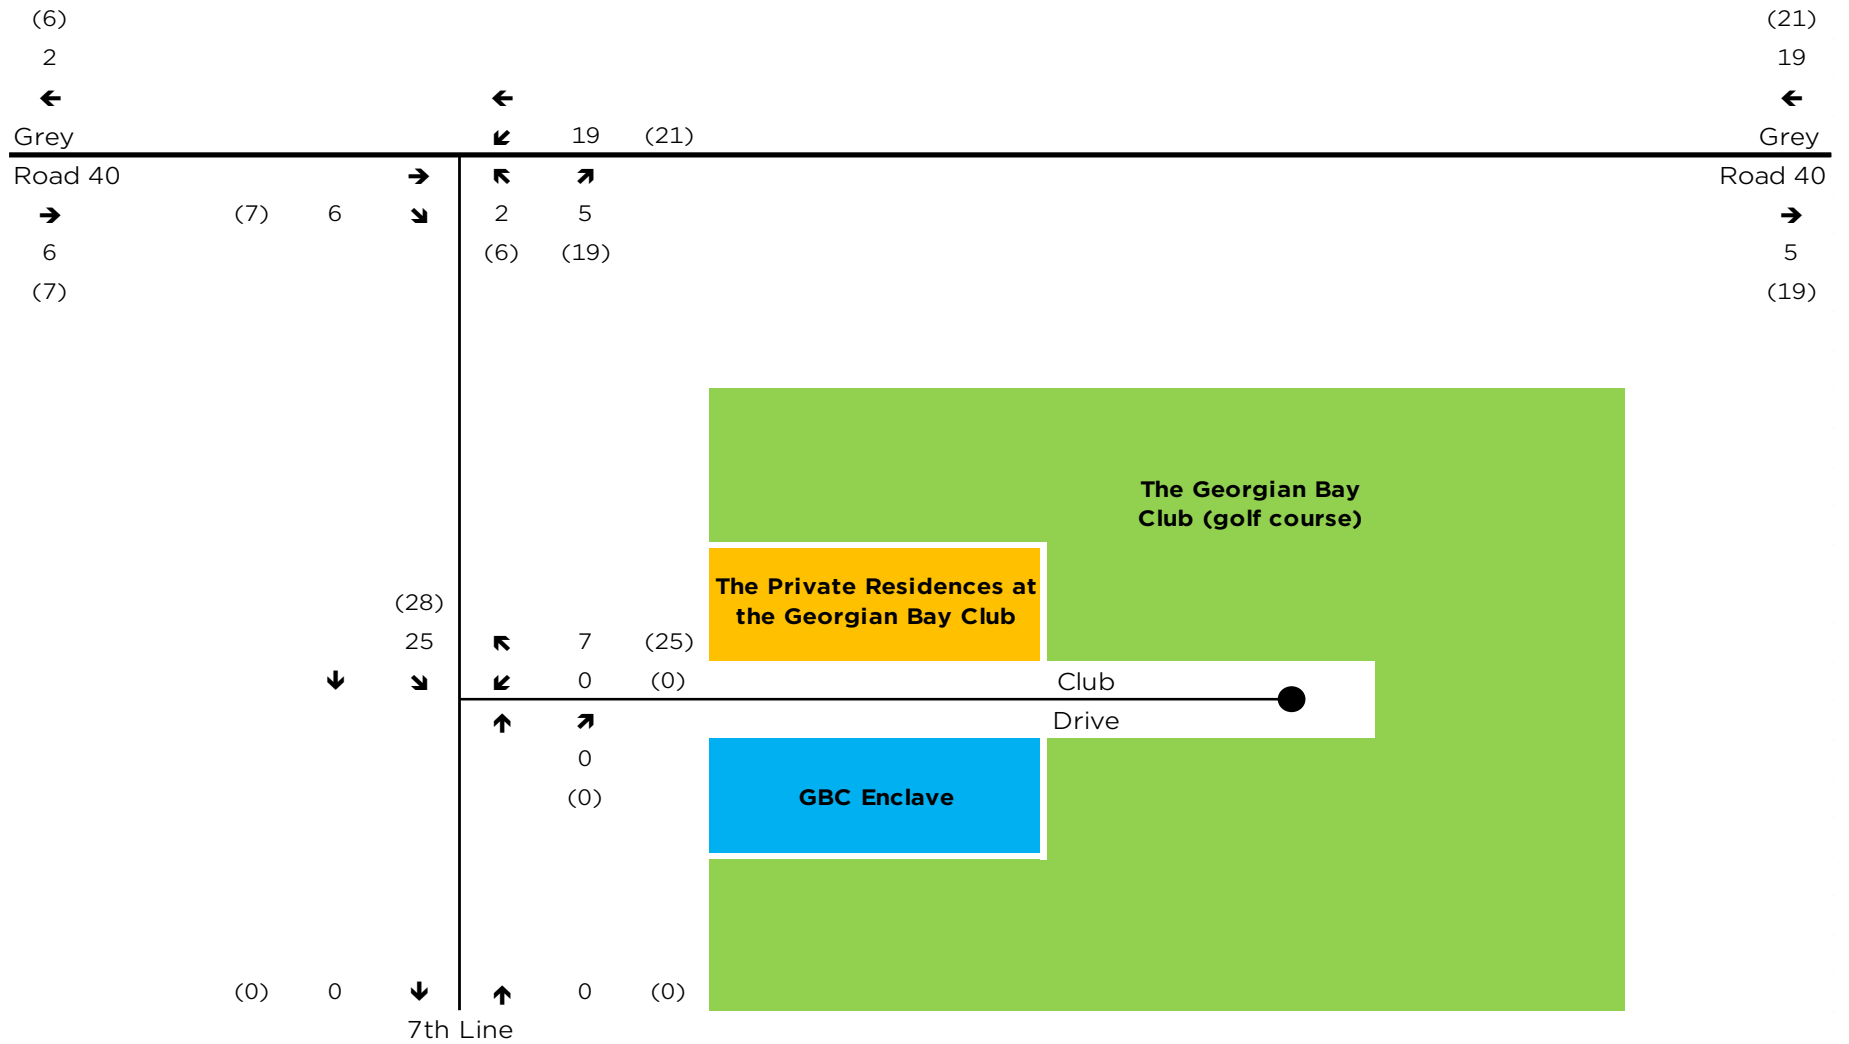 (6) (21)
2 19
← ← ←
Grey ↙ 19 (21) Grey
Road 40 → ↖ ↗ Road 40
→ (7) 6 ↘ 2 5 →
6 (6) (19) 5
(7) (19)
The Georgian Bay
Club (golf course)
The Private Residences at
the Georgian Bay Club
(28)
25 ↖ 7 (25)
↓ ↘ ↙ 0 (0) Club
↑ ↗ Drive
0
(0) GBC Enclave
(0) 0 ↓ ↑ 0 (0)
7th Line